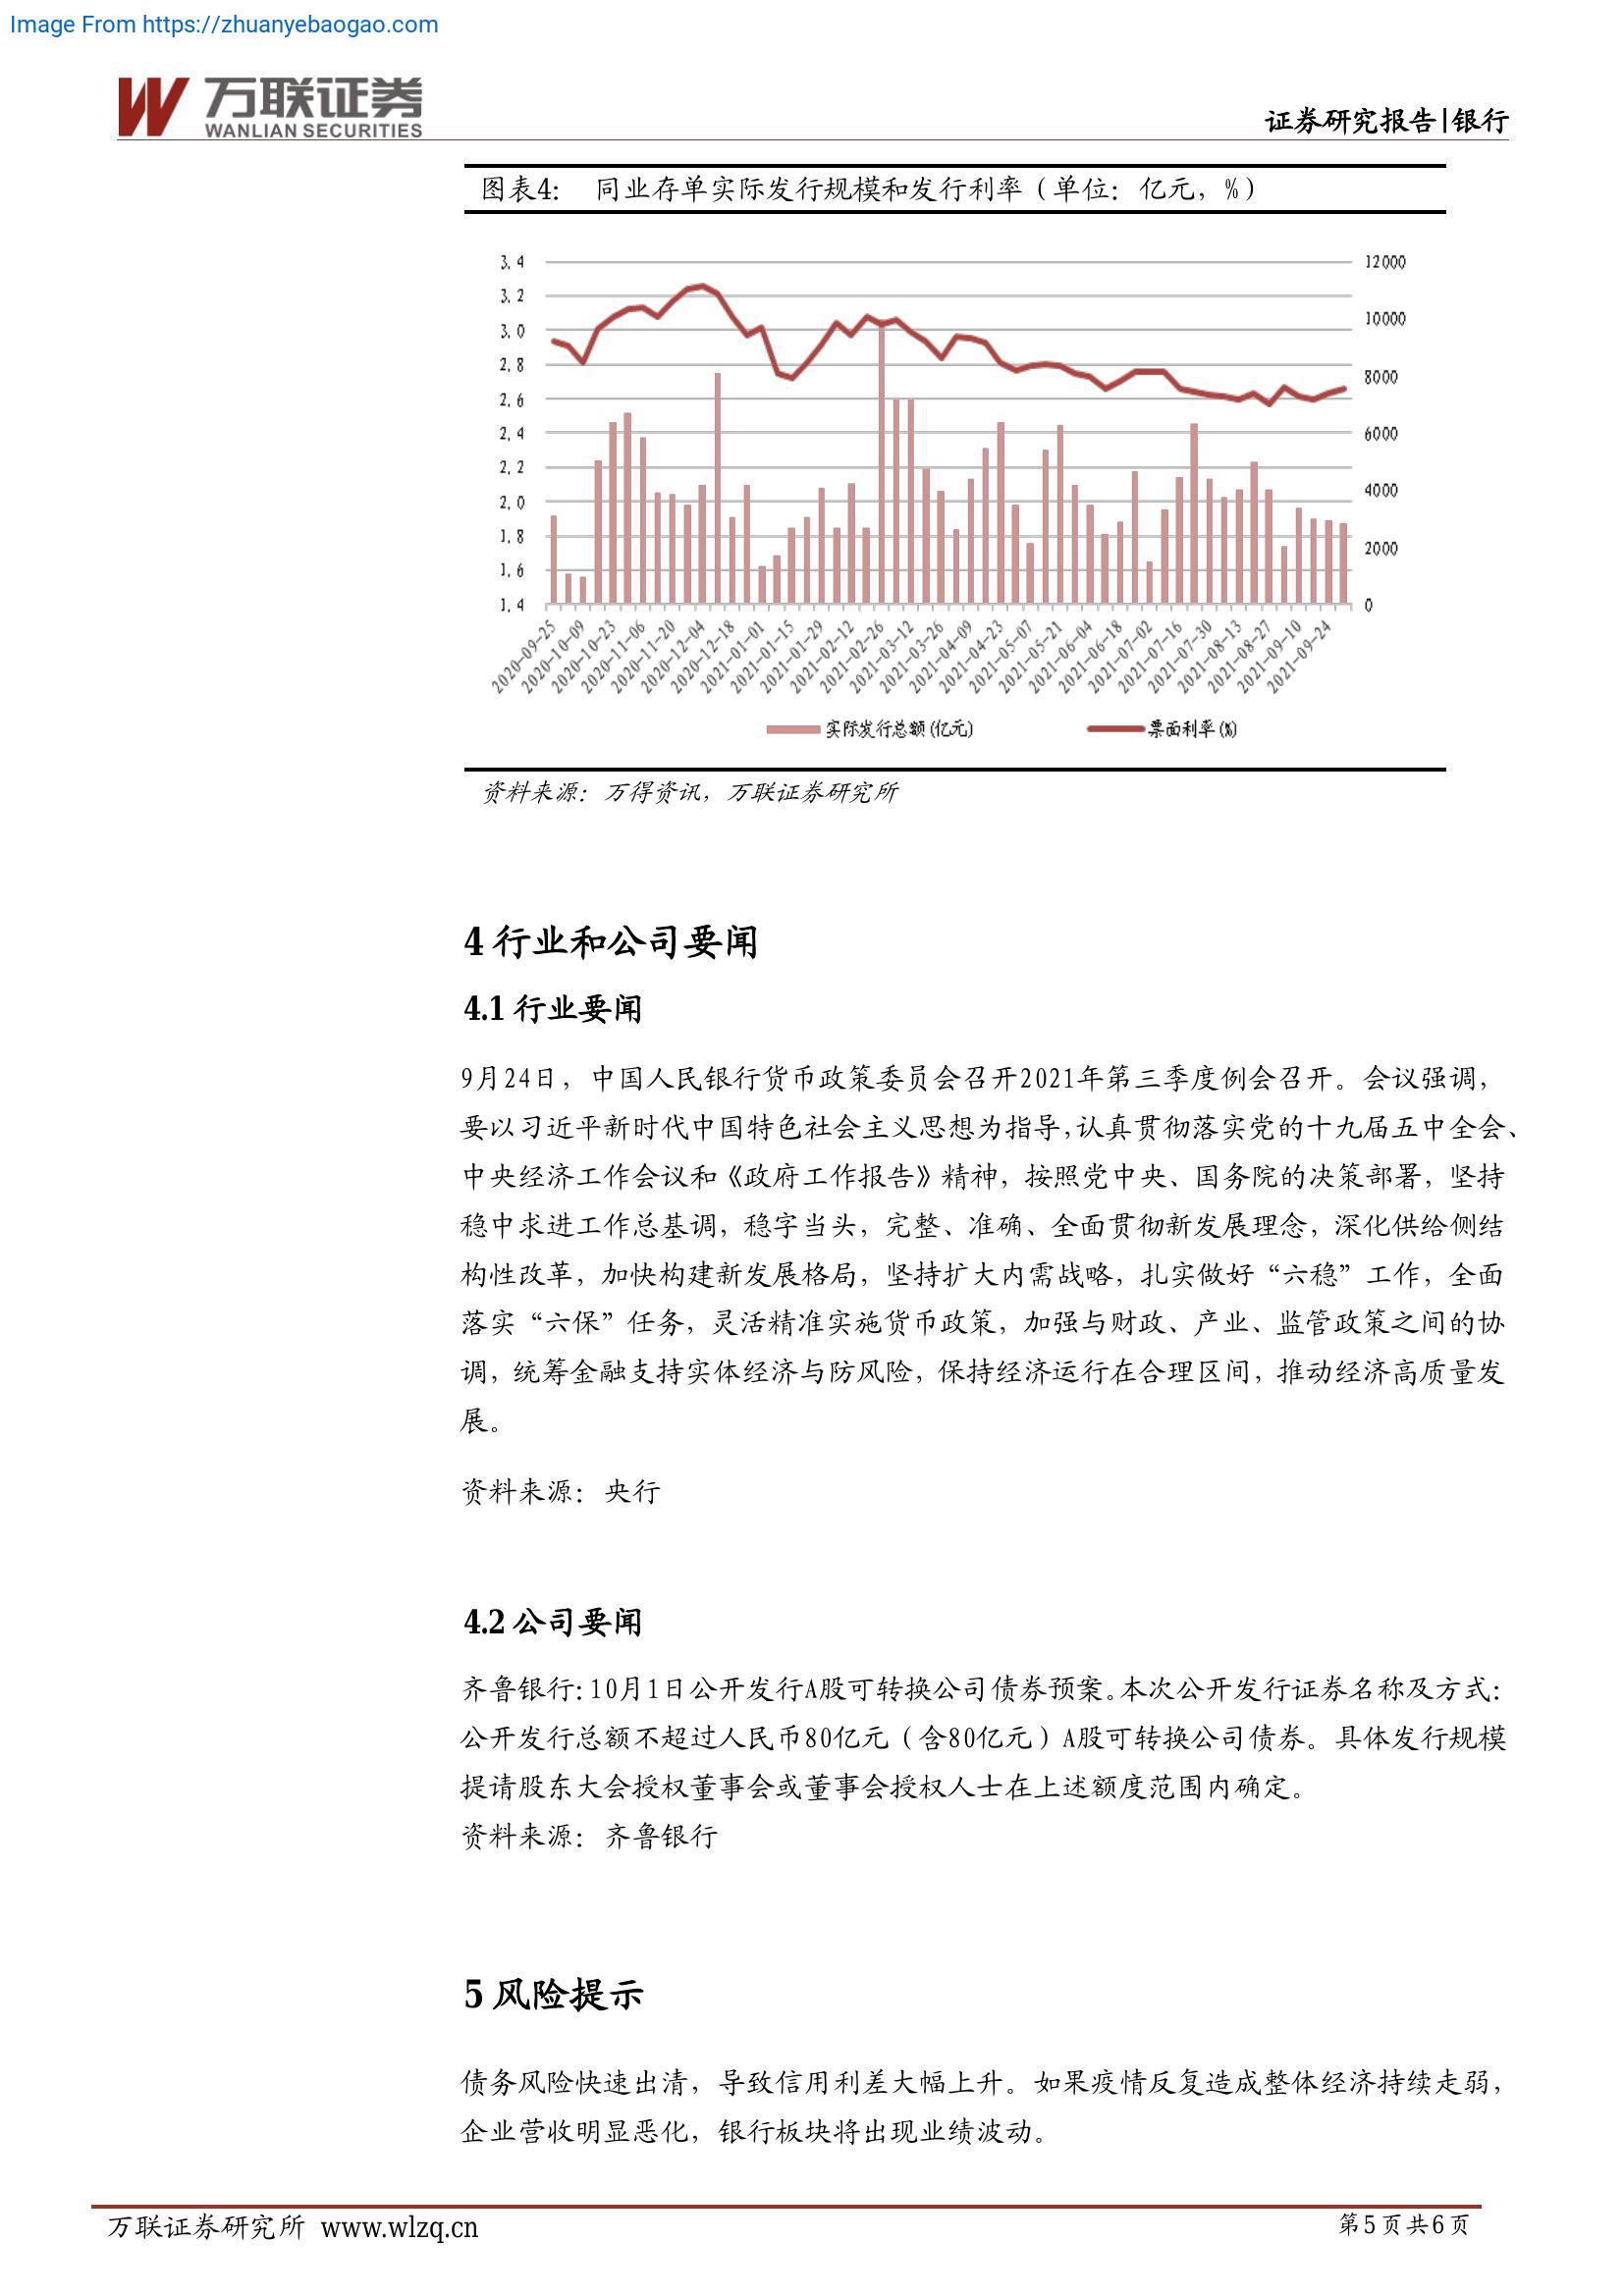 Image From https://zhuanyebaogao.com
万联证券
WANLIAN SECURITIES
证券研究报告|银行
图表4： 同业存单实际发行规模和发行利率（单位：亿元，%）
3.4
3.2
3.0
2.8
2.6
2.4
2.2
2.0
1.8
1.6
1.4
12000
10000
8000
6000
4000
2000
0
2020-09-25
2020-10-09
2020-10-23
2020-11-06
2020-11-20
2020-12-04
2020-12-18
2021-01-01
2021-01-15
2021-01-29
2021-02-12
2021-02-26
2021-03-12
2021-03-26
2021-04-09
2021-04-23
2021-05-07
2021-05-21
2021-06-04
2021-06-18
2021-07-02
2021-07-16
2021-07-30
2021-08-13
2021-08-27
2021-09-10
2021-09-24
实际发行总额(亿元)
票面利率(%)
资料来源：万得资讯，万联证券研究所
4 行业和公司要闻
4.1 行业要闻
9月24日，中国人民银行货币政策委员会召开2021年第三季度例会召开。会议强调，
要以习近平新时代中国特色社会主义思想为指导，认真贯彻落实党的十九届五中全会、
中央经济工作会议和《政府工作报告》精神，按照党中央、国务院的决策部署，坚持
稳中求进工作总基调，稳字当头，完整、准确、全面贯彻新发展理念，深化供给侧结
构性改革，加快构建新发展格局，坚持扩大内需战略，扎实做好“六稳”工作，全面
落实“六保”任务，灵活精准实施货币政策，加强与财政、产业、监管政策之间的协
调，统筹金融支持实体经济与防风险，保持经济运行在合理区间，推动经济高质量发
展。
资料来源：央行
4.2 公司要闻
齐鲁银行：10月1日公开发行A股可转换公司债券预案。本次公开发行证券名称及方式：
公开发行总额不超过人民币80亿元（含80亿元）A股可转换公司债券。具体发行规模
提请股东大会授权董事会或董事会授权人士在上述额度范围内确定。
资料来源：齐鲁银行
5 风险提示
债务风险快速出清，导致信用利差大幅上升。如果疫情反复造成整体经济持续走弱，
企业营收明显恶化，银行板块将出现业绩波动。
万联证券研究所 www.wlzq.cn
第5页共6页